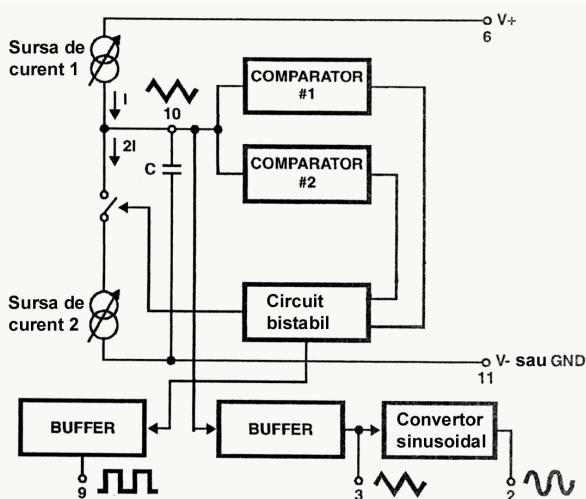 V+
6
Sursa de
curent 1
I
10
COMPARATOR
#1
2I
C
COMPARATOR
#2
Sursa de
curent 2
Circuit
bistabil
V- sau GND
11
BUFFER
BUFFER
Convertor
sinusoidal
9
3
2